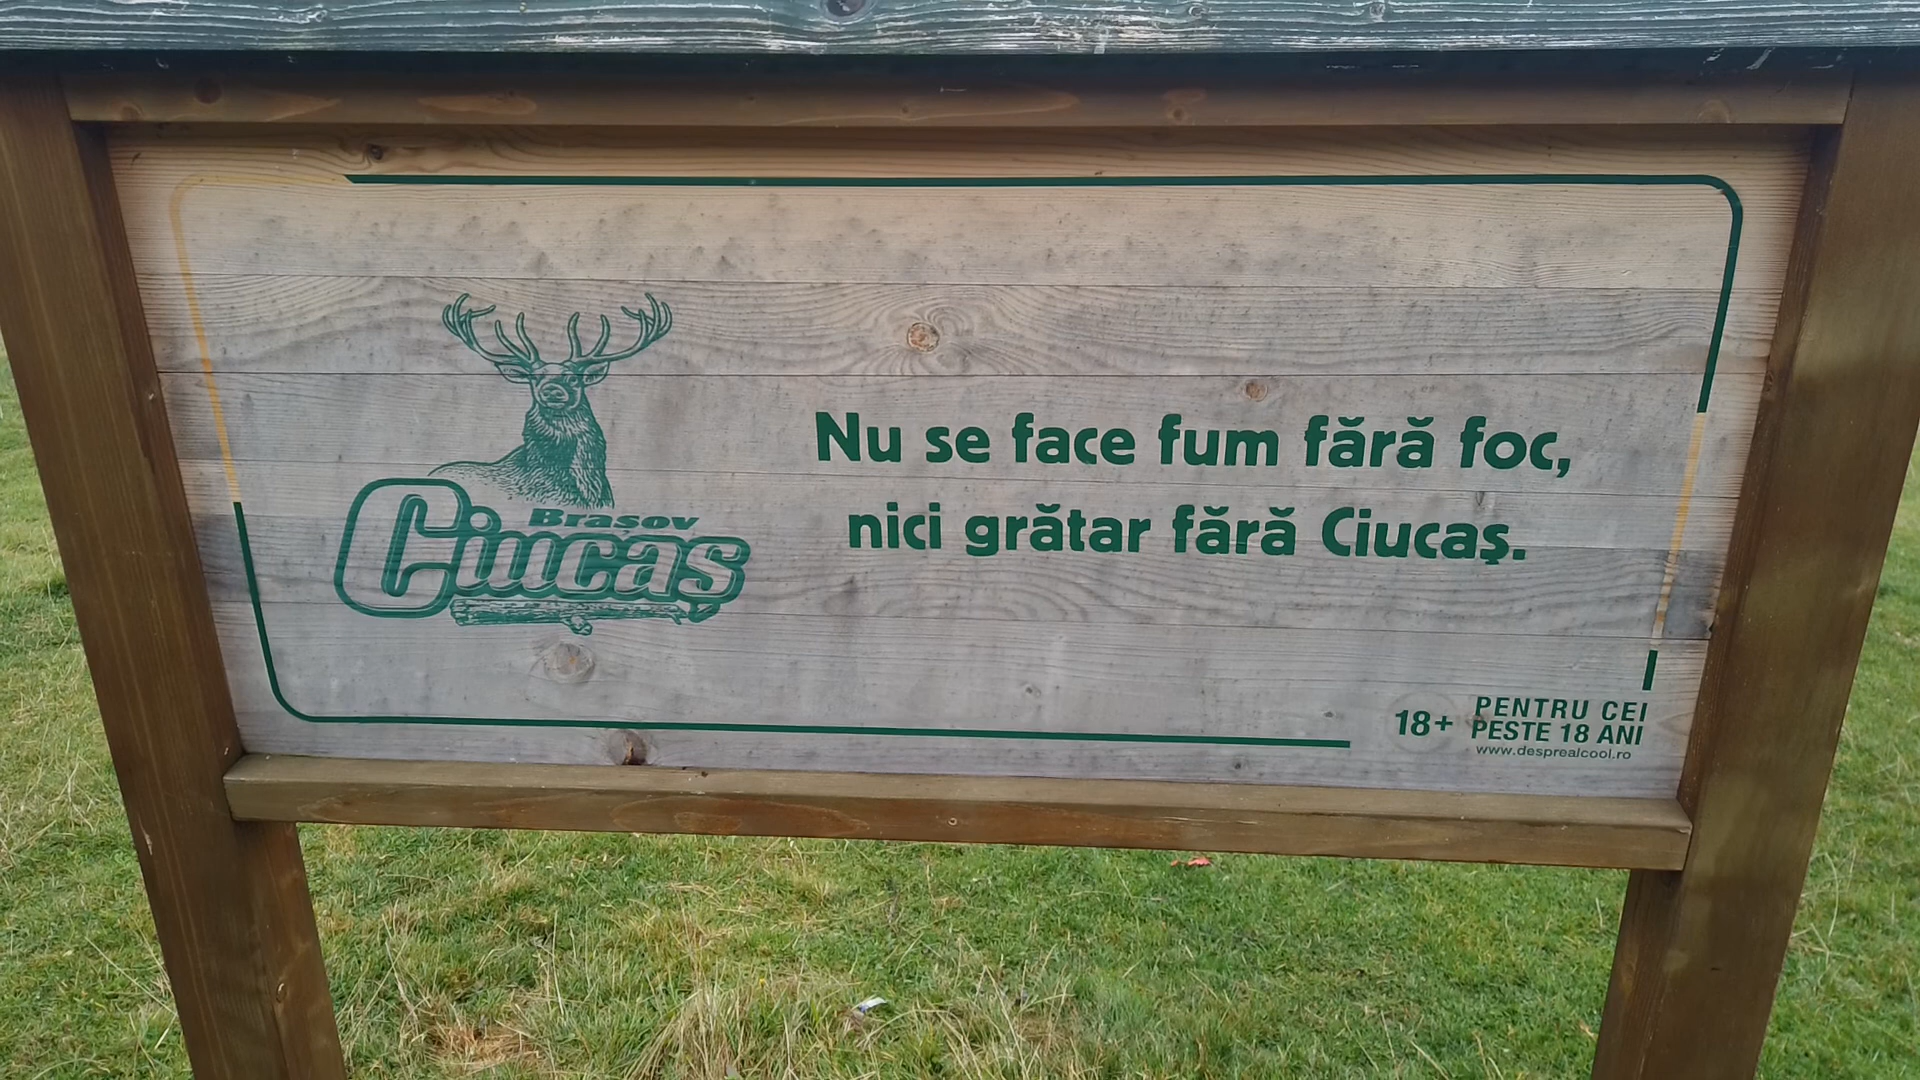 Brașov
Ciucaș
Nu se face fum fără foc,
nici grătar fără Ciucaș.
18+ PENTRU CEI
PESTE 18 ANI
www.desprealcool.ro